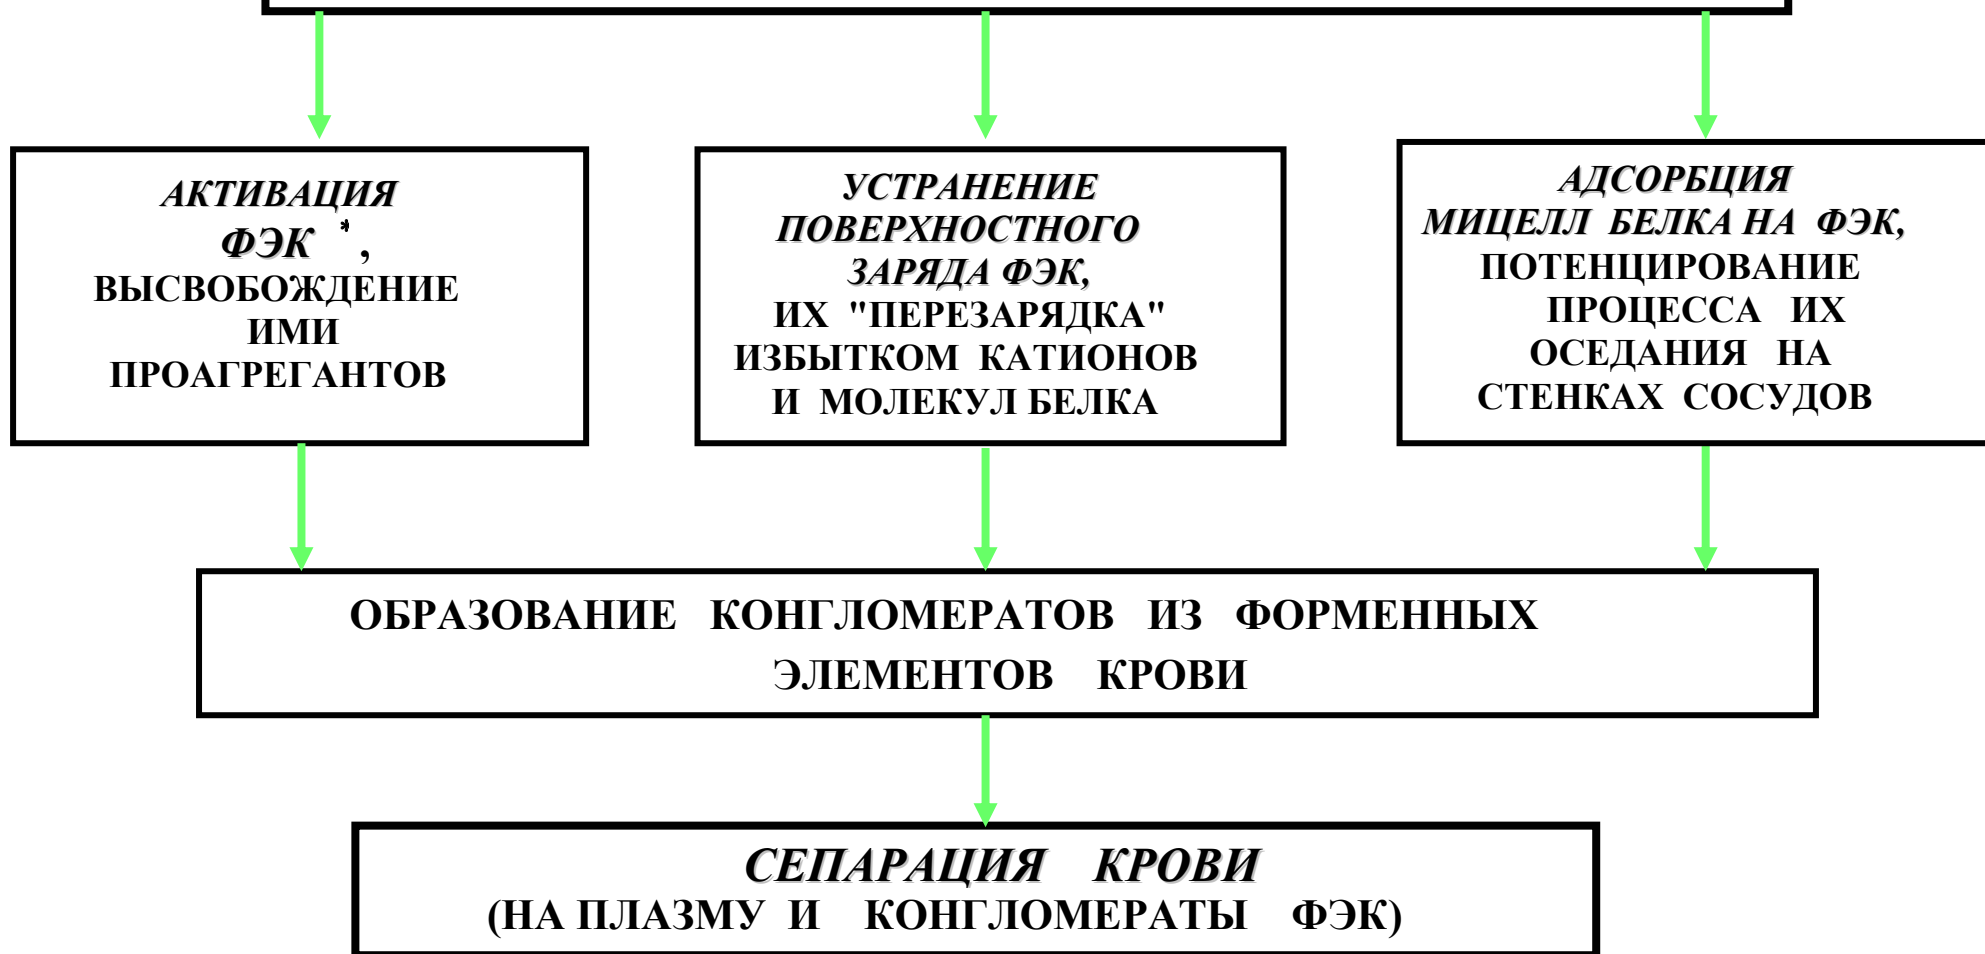 АКТИВАЦИЯ
ФЭК *,
ВЫСВОБОЖДЕНИЕ
ИМИ
ПРОАГРЕГАНТОВ
УСТРАНЕНИЕ
ПОВЕРХНОСТНОГО
ЗАРЯДА ФЭК,
ИХ "ПЕРЕЗАРЯДКА"
ИЗБЫТКОМ КАТИОНОВ
И МОЛЕКУЛ БЕЛКА
АДСОРБЦИЯ
МИЦЕЛЛ БЕЛКА НА ФЭК,
ПОТЕНЦИРОВАНИЕ
ПРОЦЕССА ИХ
ОСЕДАНИЯ НА
СТЕНКАХ СОСУДОВ
ОБРАЗОВАНИЕ КОНГЛОМЕРАТОВ ИЗ ФОРМЕННЫХ
ЭЛЕМЕНТОВ КРОВИ
СЕПАРАЦИЯ КРОВИ
(НА ПЛАЗМУ И КОНГЛОМЕРАТЫ ФЭК)